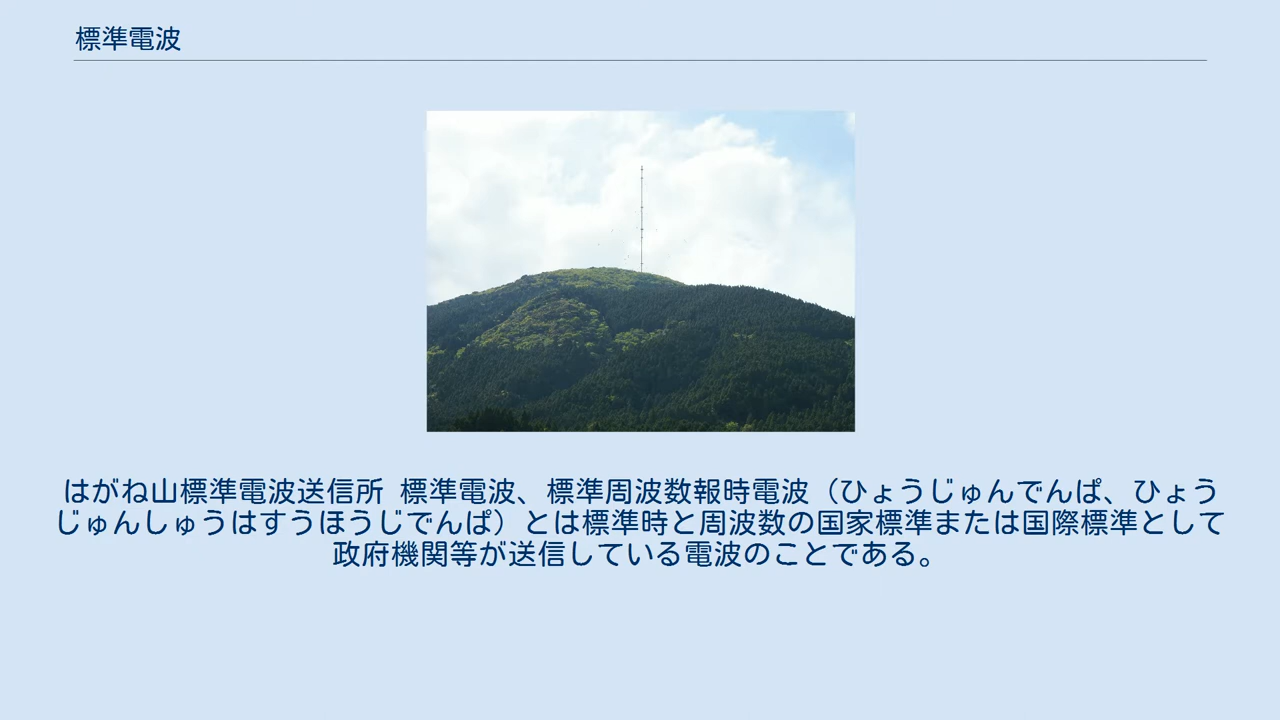 標準電波
はがね山標準電波送信所 標準電波、標準周波数報時電波（ひょうじゅんでんぱ、ひょう
じゅんしゅうはすうほうじでんぱ）とは標準時と周波数の国家標準または国際標準として
政府機関等が送信している電波のことである。